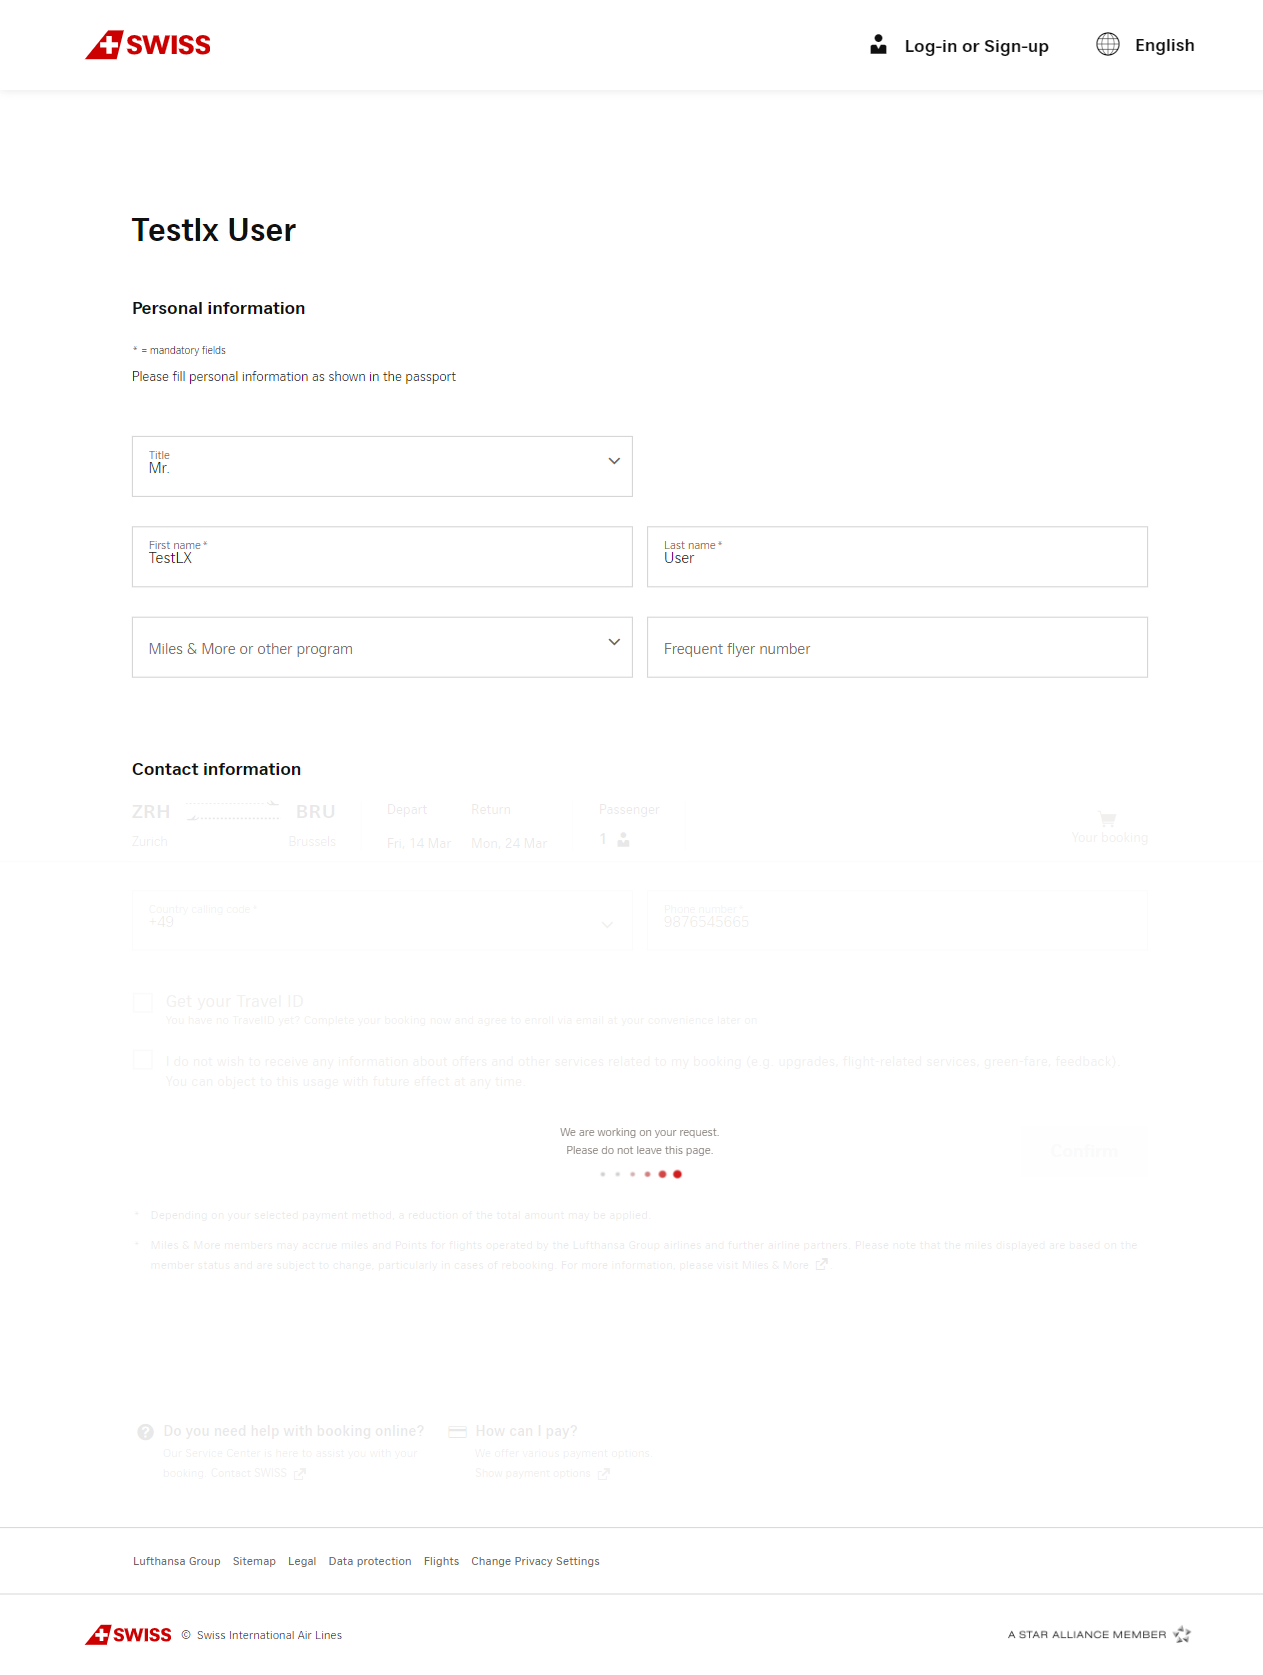 SWISS
Log-in or Sign-up
English
Testlx User
Personal information
* = mandatory fields
Please fill personal information as shown in the passport
Title
Mr.
First name *
TestLX
Last name *
User
Miles & More or other program
Frequent flyer number
Contact information
ZRH
BRU
Depart
Return
Passenger
Zurich
Brussels
Fri, 14 Mar
Mon, 24 Mar
1
Your booking
Country calling code *
+49
Phone number *
9876545665
Get your Travel ID
You have no TravelID yet? Complete your booking now and agree to enroll via email at your convenience later on.
I do not wish to receive any information about offers and other services related to my booking (e.g. upgrades, flight-related services, green-fare, feedback).
You can object to this usage with future effect at any time.
We are working on your request.
Please do not leave this page.
Confirm
* Depending on your selected payment method, a reduction of the total amount may be applied.
* Miles & More members may accrue miles and Points for flights operated by the Lufthansa Group airlines and further airline partners. Please note that the miles displayed are based on the
member status and are subject to change, particularly in cases of rebooking. For more information, please visit Miles & More
Do you need help with booking online?
Our Service Center is here to assist you with your
booking. Contact SWISS
How can I pay?
We offer various payment options.
Show payment options
Lufthansa Group Sitemap Legal Data protection Flights Change Privacy Settings
SWISS © Swiss International Air Lines
A STAR ALLIANCE MEMBER